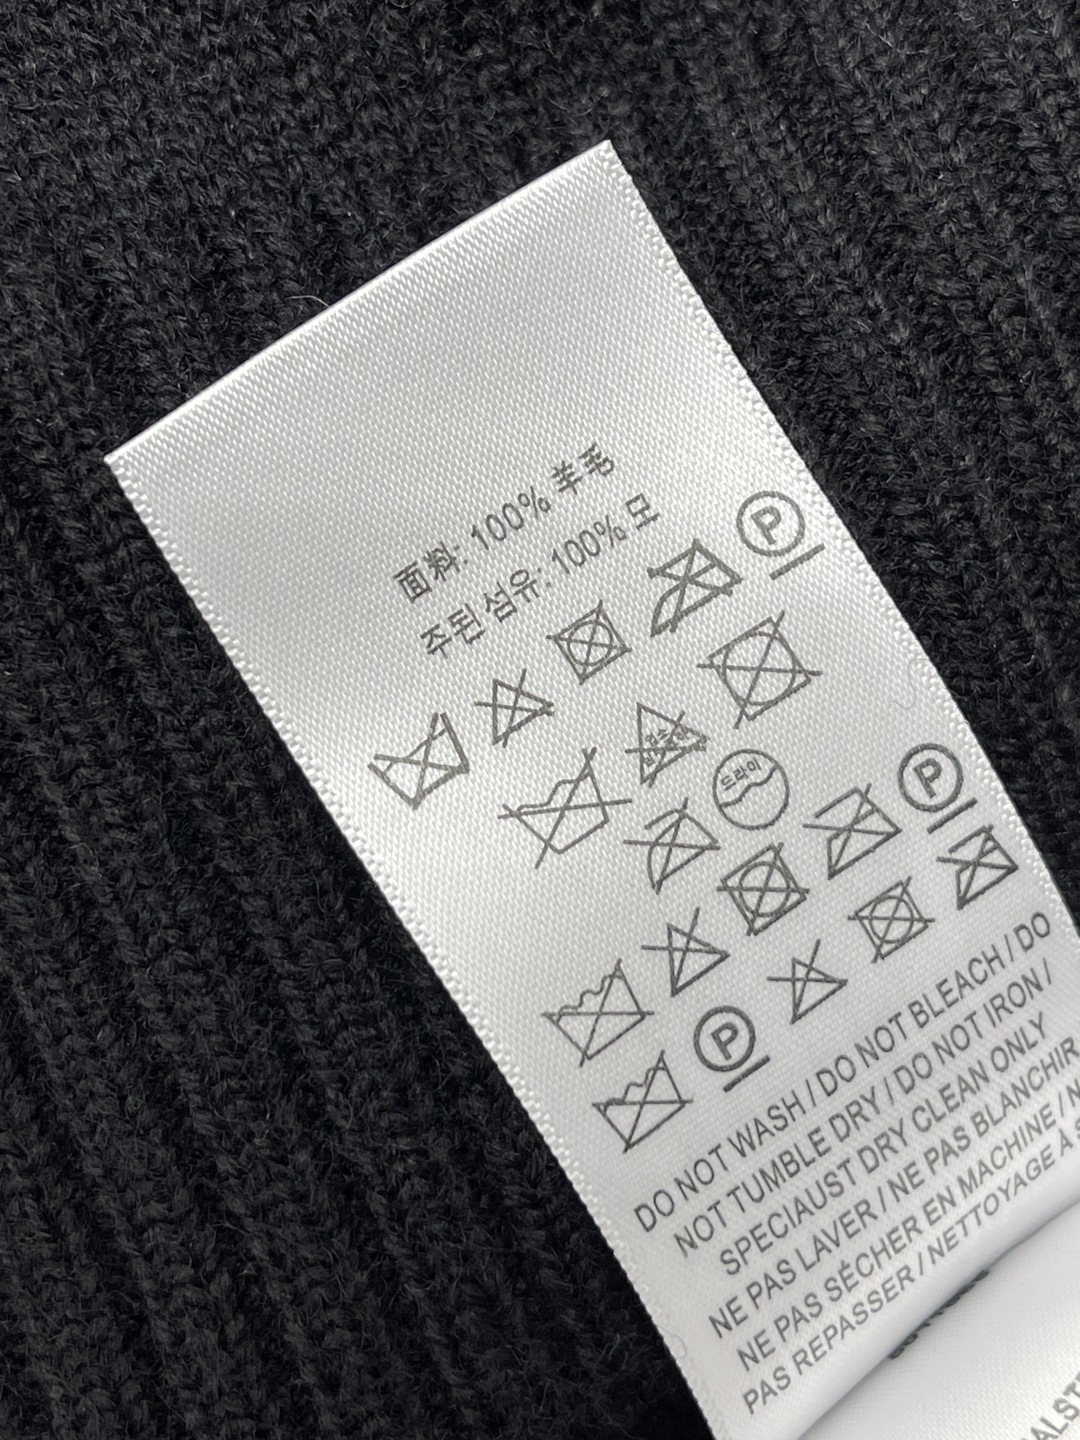 面料: 100% 羊毛
주된 섬유: 100% 모
P
드라이
P
P
DO NOT WASH / DO NOT BLEACH / DO
NOT TUMBLE DRY / DO NOT IRON /
SPECIAUST DRY CLEAN ONLY
NE PAS LAVER / NE PAS BLANCHIR
NE PAS SÉCHER EN MACHINE / N
PAS REPASSER / NETTOYAGE À S